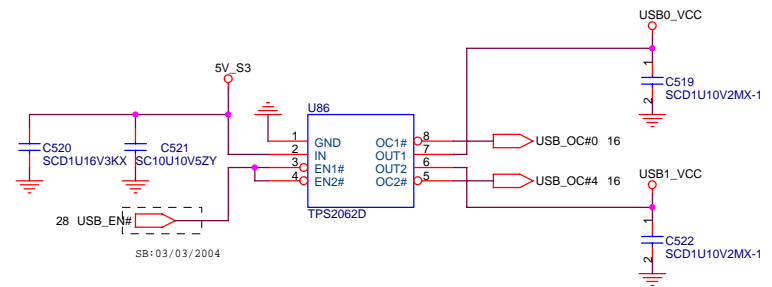 USB0_VCC
5V_S3
1
C519
SCD1U10V2MX-1
2
U86
1 GND OC1# 8
2 IN OUT1 7
3 EN1# OUT2 6
4 EN2# OC2# 5
TPS2062D
USB_OC#0 16
USB_OC#4 16
C520
SCD1U16V3KX
C521
SC10U10V5ZY
28 USB_EN#
SB:03/03/2004
USB1_VCC
1
C522
SCD1U10V2MX-1
2